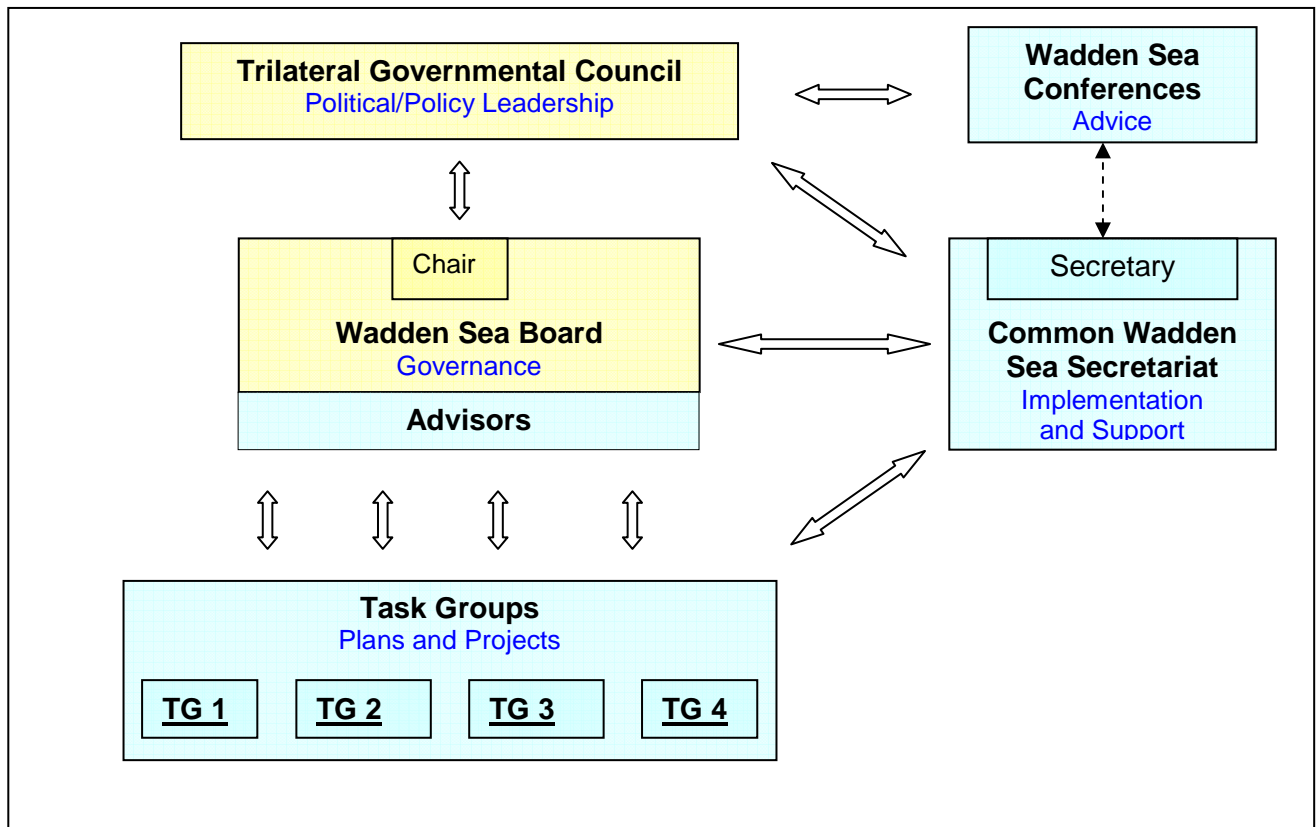 Trilateral Governmental Council
Political/Policy Leadership
Wadden Sea
Conferences
Advice
Chair
Wadden Sea Board
Governance
Advisors
Secretary
Common Wadden
Sea Secretariat
Implementation
and Support
Task Groups
Plans and Projects
TG 1
TG 2
TG 3
TG 4